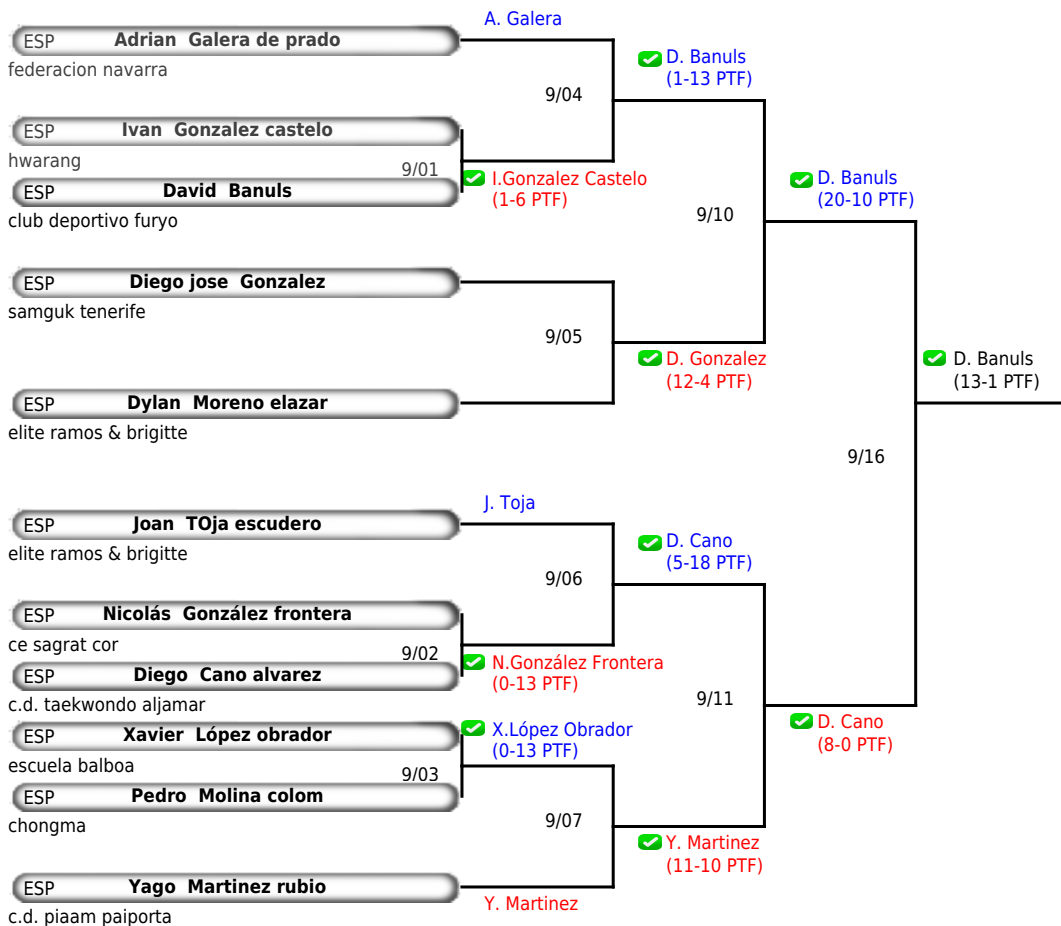 A. Galera
ESP Adrian Galera de prado
federacion navarra
D. Banuls
(1-13 PTF)
9/04
ESP Ivan Gonzalez castelo
hwarang
9/01
I.Gonzalez Castelo
(1-6 PTF)
D. Banuls
(20-10 PTF)
ESP David Banuls
club deportivo furyo
9/10
ESP Diego jose Gonzalez
samguk tenerife
9/05
D. Gonzalez
(12-4 PTF)
D. Banuls
(13-1 PTF)
ESP Dylan Moreno elazar
elite ramos & brigitte
9/16
J. Toja
ESP Joan TOja escudero
elite ramos & brigitte
D. Cano
(5-18 PTF)
9/06
ESP Nicolás González frontera
ce sagrat cor
9/02
N.González Frontera
(0-13 PTF)
ESP Diego Cano alvarez
c.d. taekwondo aljamar
9/11
ESP Xavier López obrador
X.López Obrador
(0-13 PTF)
D. Cano
(8-0 PTF)
escuela balboa
9/03
ESP Pedro Molina colom
chongma
9/07
Y. Martinez
(11-10 PTF)
ESP Yago Martinez rubio
Y. Martinez
c.d. piaam paiporta